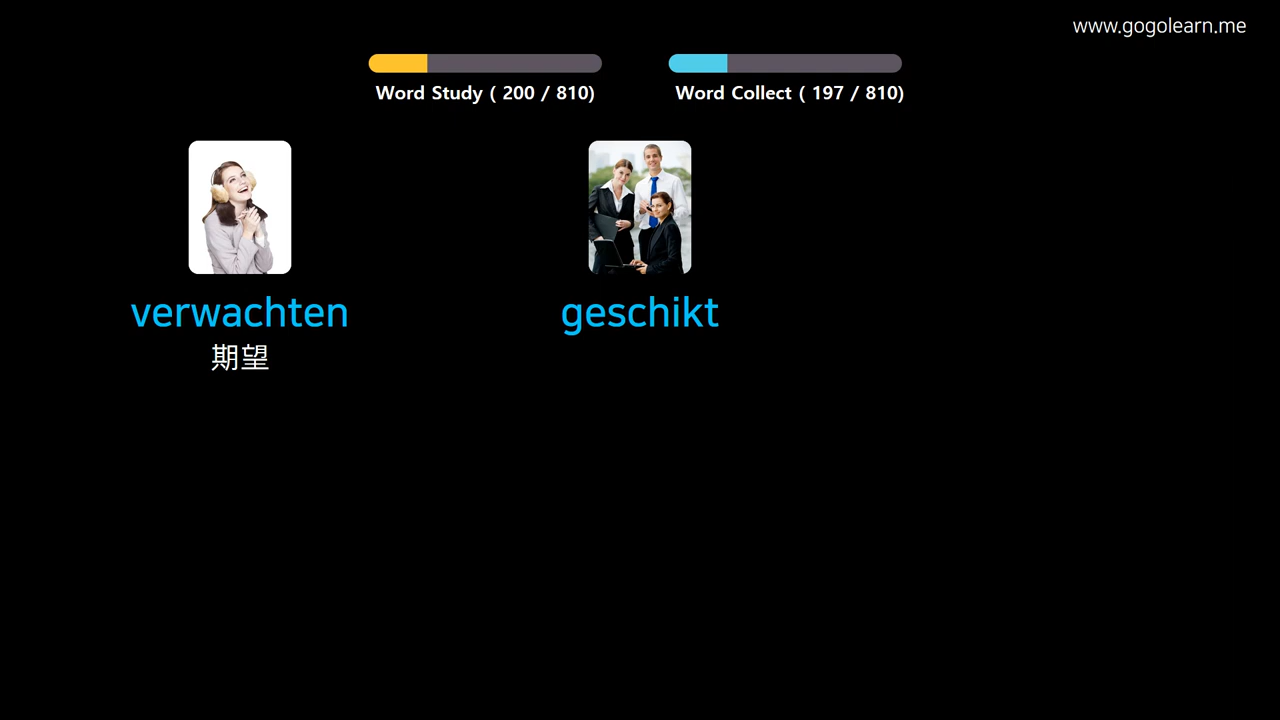 www.gogolearn.me
Word Study ( 200 / 810)
Word Collect ( 197 / 810)
verwachten
期望
geschikt